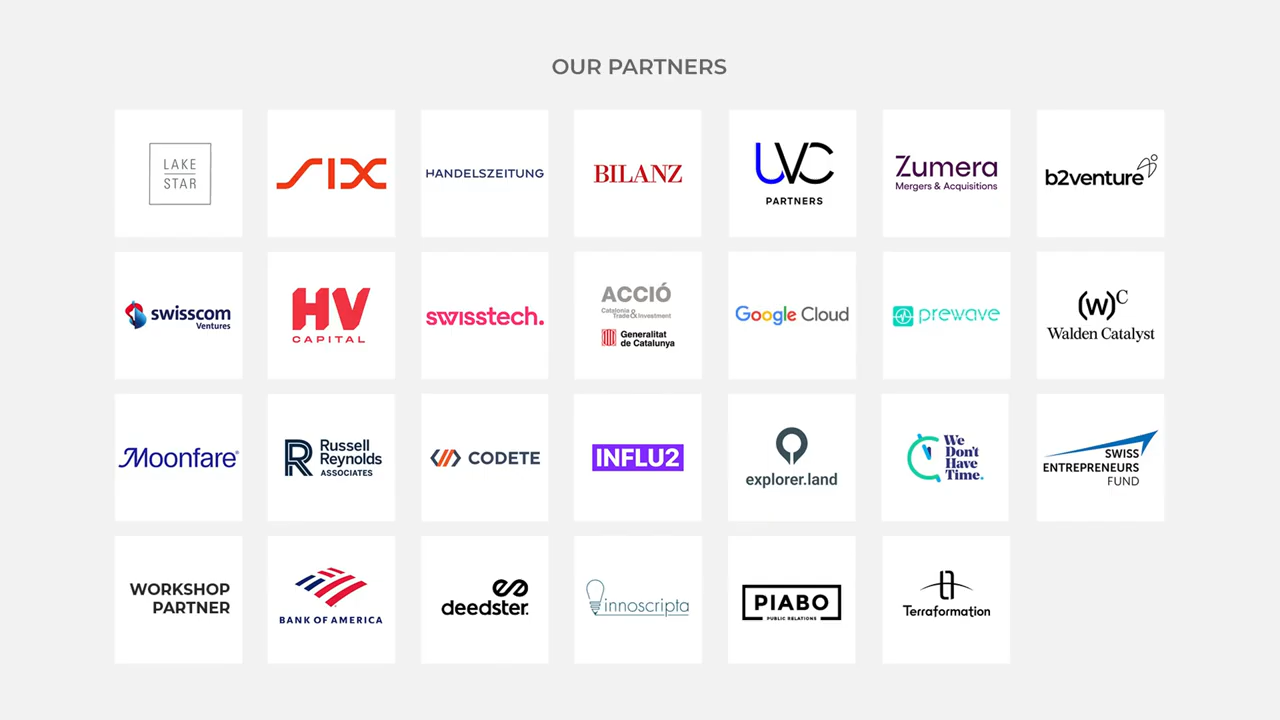 OUR PARTNERS
LAKE
STAR
SIX
HANDELSZEITUNG
BILANZ
UVC
PARTNERS
Zumera
Mergers & Acquisitions
b2venture
swisscom
Ventures
HV
CAPITAL
swisstech.
ACCIÓ
Catalonia
Trade & Investment
Generalitat
de Catalunya
Google Cloud
prewave
(W)C
Walden Catalyst
Moonfare®
Russell
Reynolds
ASSOCIATES
CODETE
INFLU2
explorer.land
We
Don't
Have
Time.
SWISS
ENTREPRENEURS
FUND
WORKSHOP
PARTNER
BANK OF AMERICA
deedster.
innoscripta
PIABO
PUBLIC RELATIONS
Terraformation